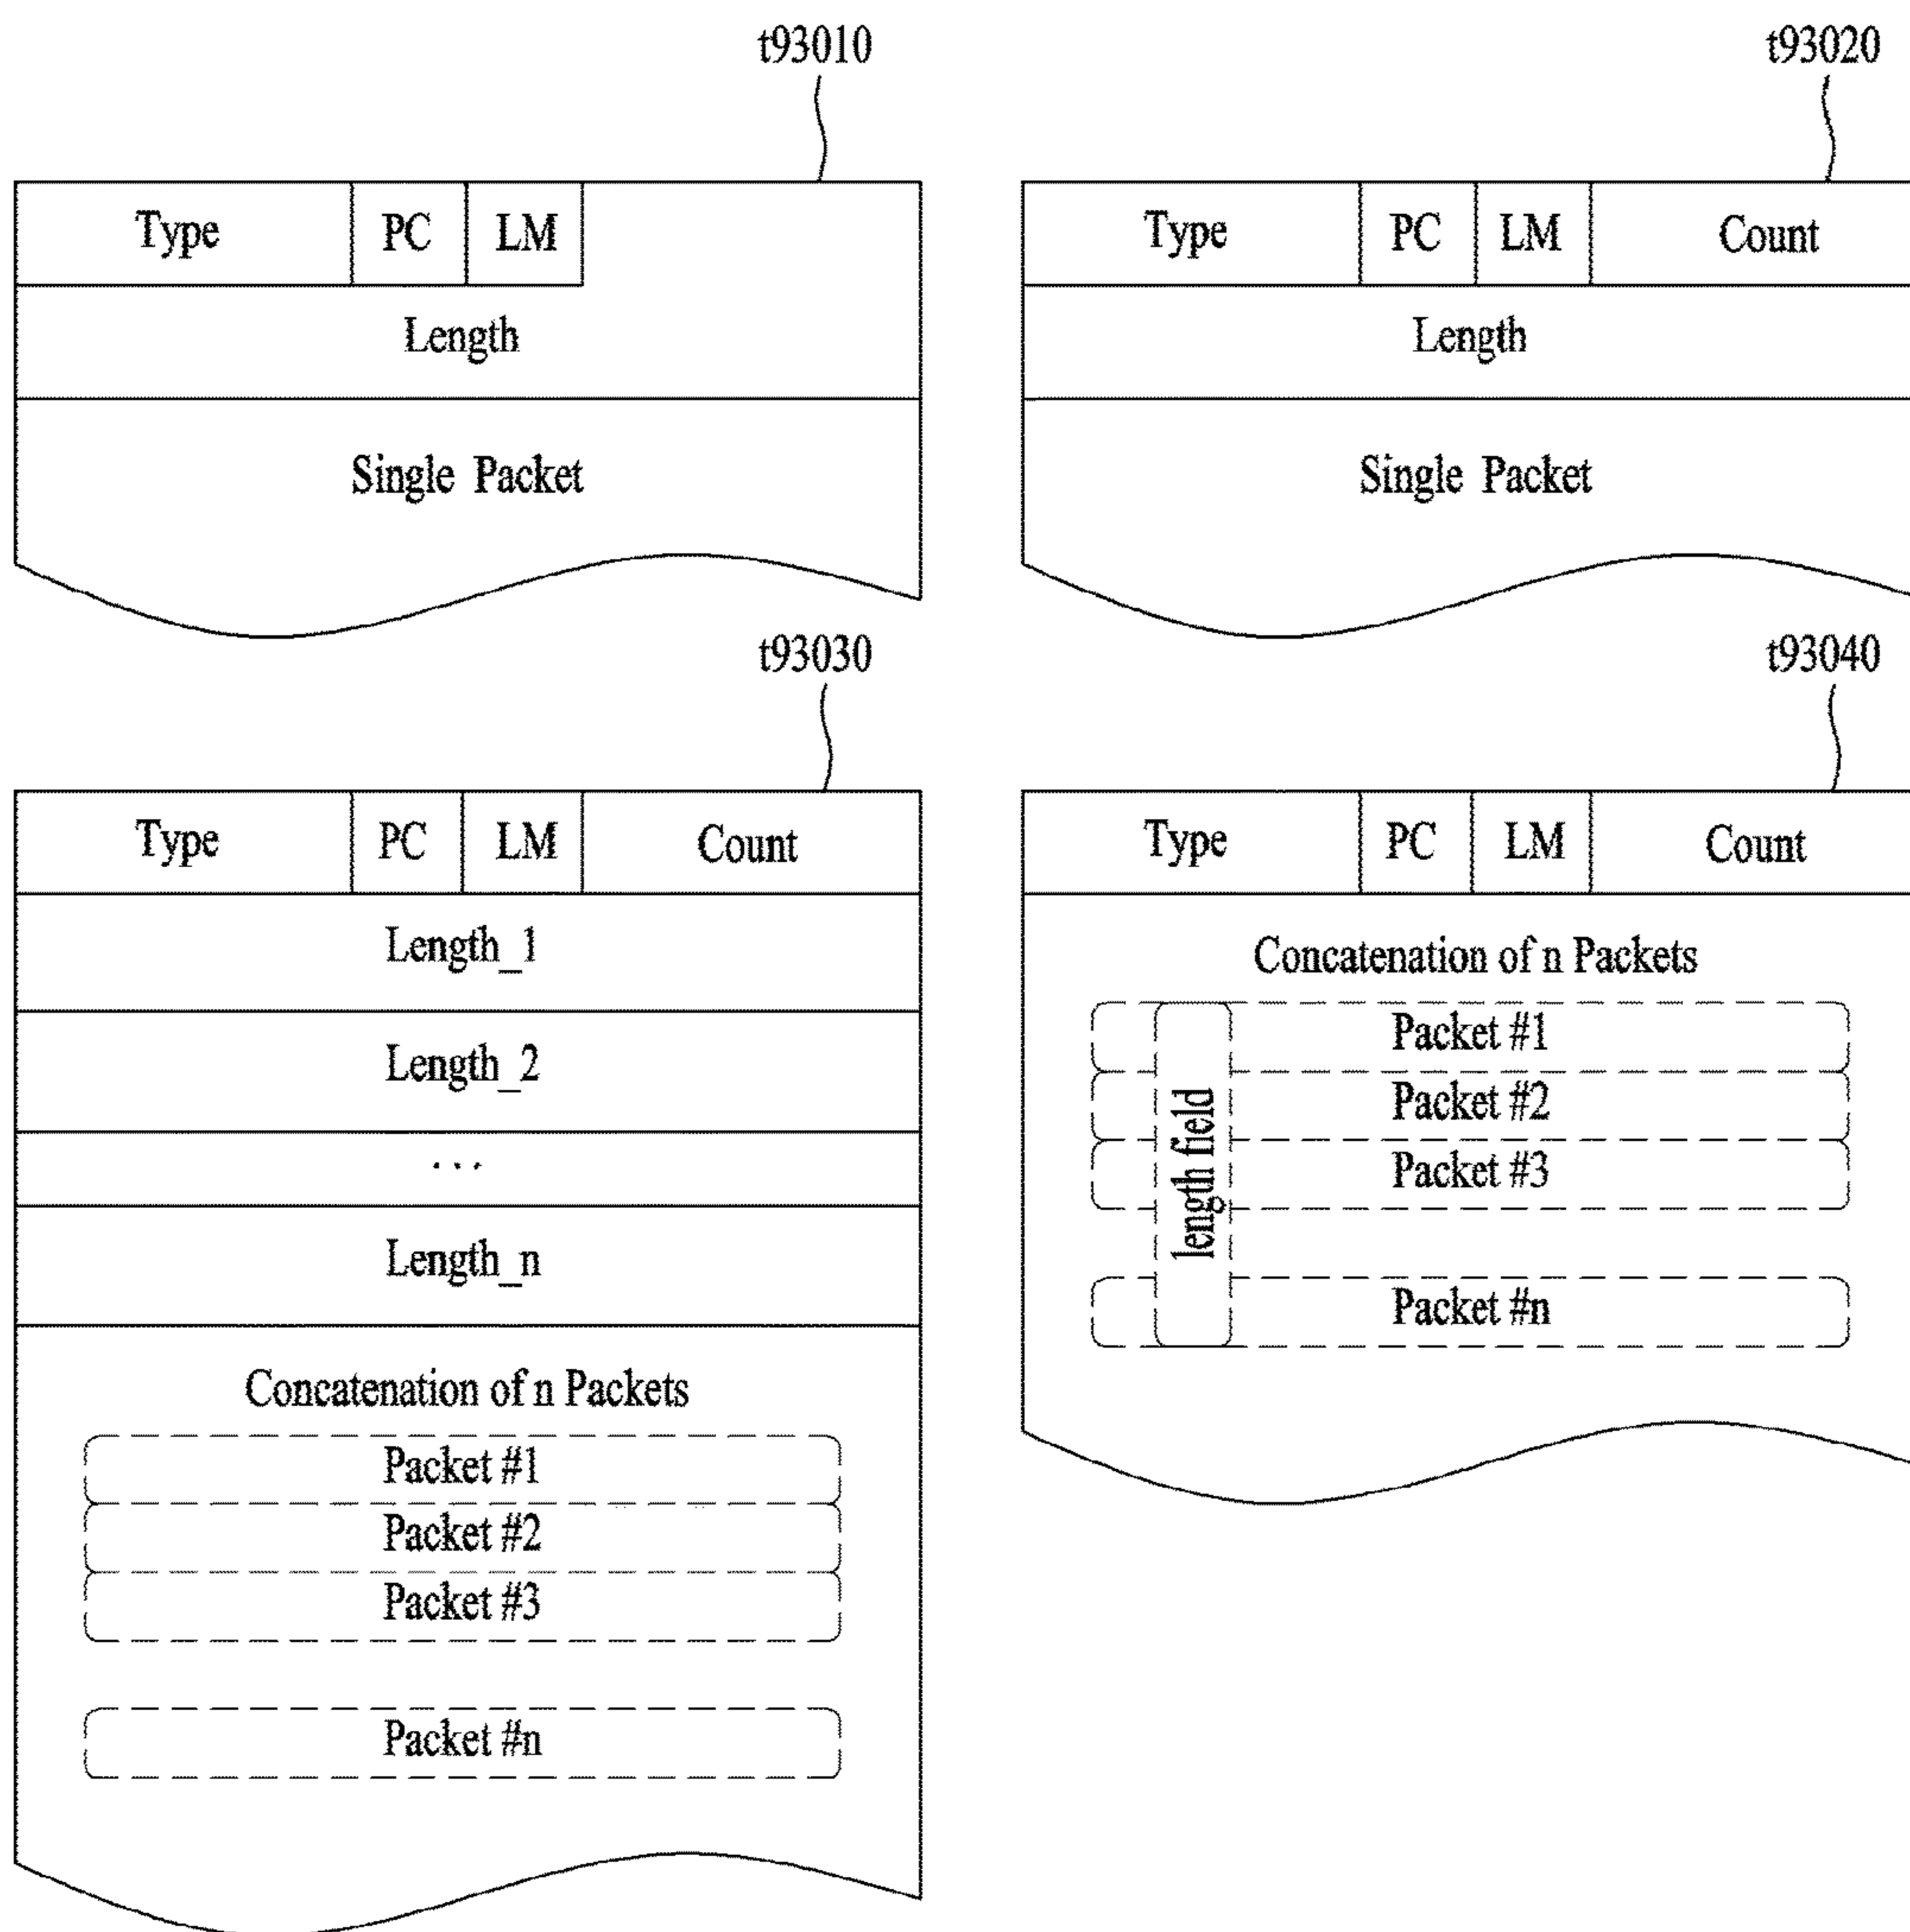 t93010
Type PC LM
Length
Single Packet
t93020
Type PC LM Count
Length
Single Packet
t93030
Type PC LM Count
Length_1
Length_2
...
Length_n
Concatenation of n Packets
Packet #1
Packet #2
Packet #3
Packet #n
t93040
Type PC LM Count
Concatenation of n Packets
length field
Packet #1
Packet #2
Packet #3
Packet #n